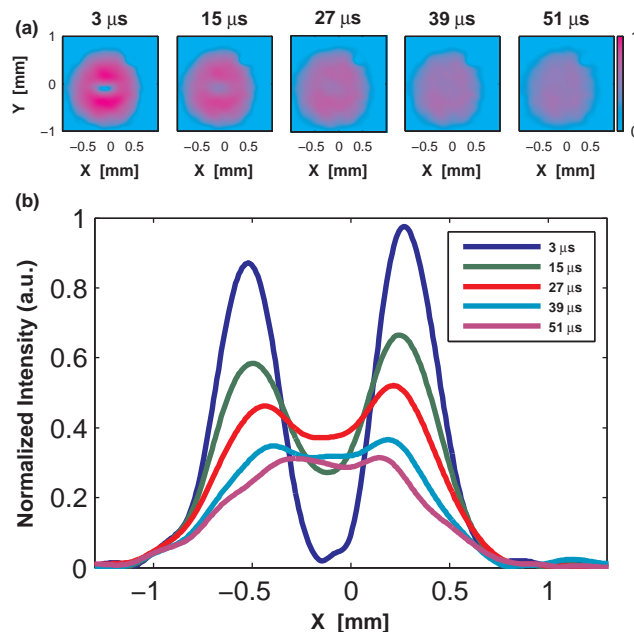 (a)
3 μs 15 μs 27 μs 39 μs 51 μs
1
0
−1
Y [mm]
−0.5 0 0.5
−0.5 0 0.5
−0.5 0 0.5
−0.5 0 0.5
−0.5 0 0.5
X [mm] X [mm] X [mm] X [mm] X [mm]
1
0
(b)
1
0.8
0.6
0.4
0.2
0
Normalized Intensity (a.u.)
3 μs
15 μs
27 μs
39 μs
51 μs
−1 −0.5 0 0.5 1
X [mm]